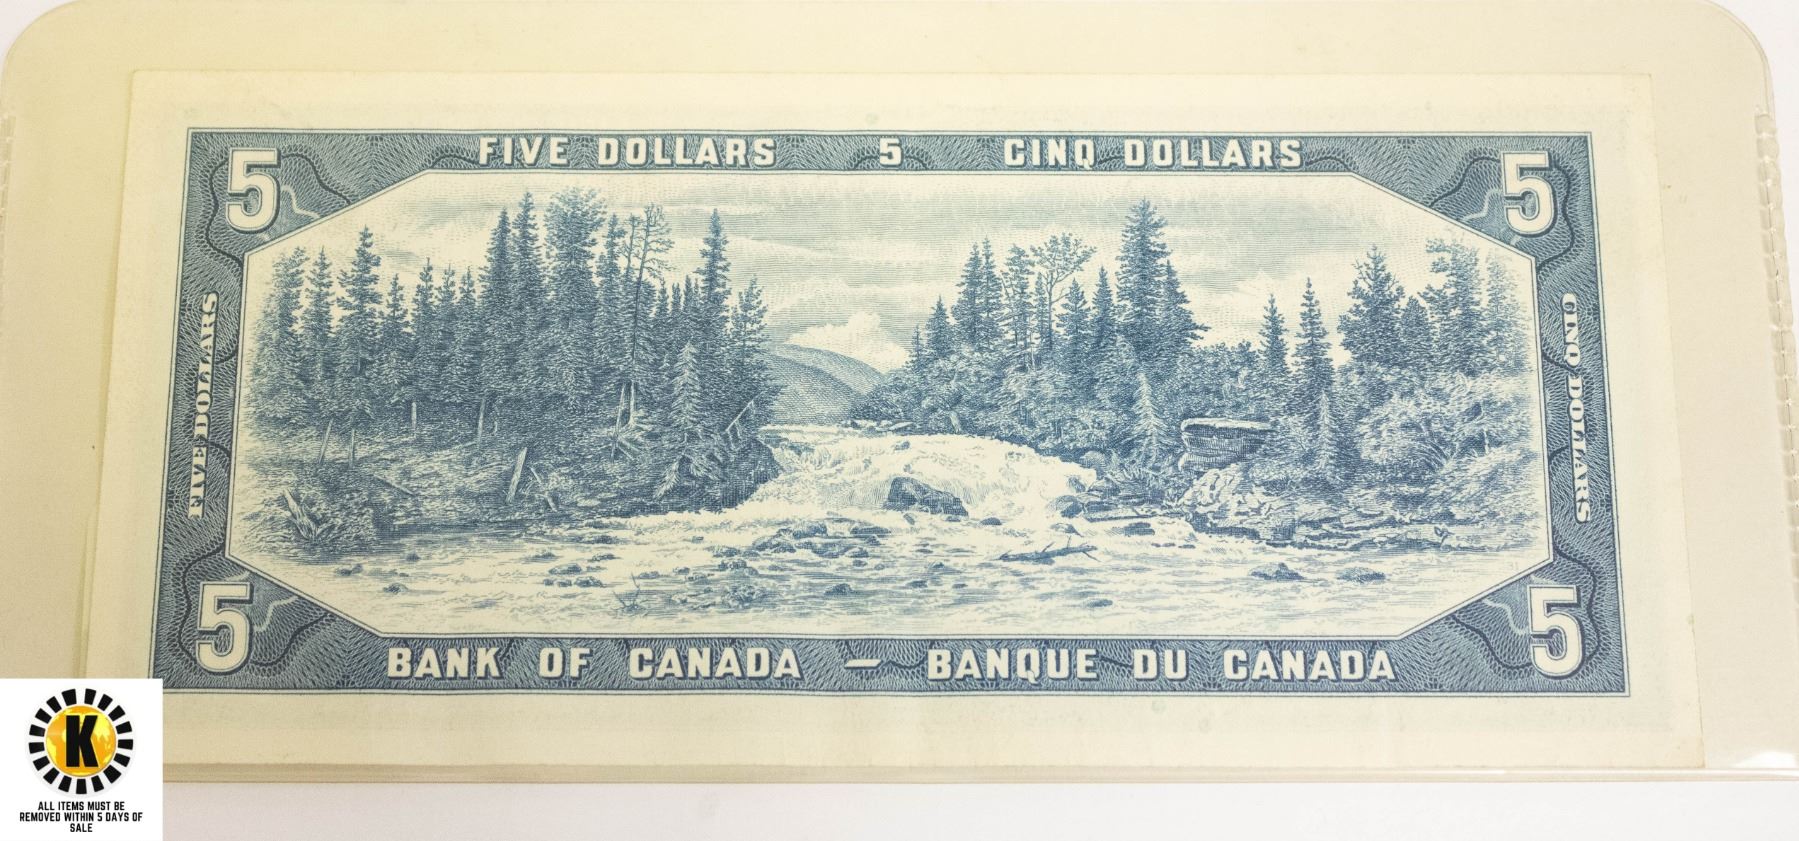 FIVE DOLLARS 5 CINQ DOLLARS
5 5
FIVE DOLLARS
CINQ DOLLARS
5 5
BANK OF CANADA — BANQUE DU CANADA
K
ALL ITEMS MUST BE
REMOVED WITHIN 5 DAYS OF
SALE